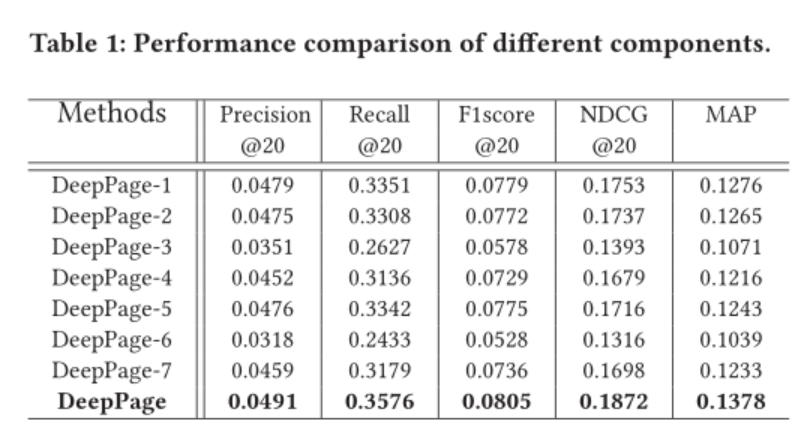 Table 1: Performance comparison of different components.
Methods Precision Recall F1score NDCG MAP
@20 @20 @20 @20
DeepPage-1 0.0479 0.3351 0.0779 0.1753 0.1276
DeepPage-2 0.0475 0.3308 0.0772 0.1737 0.1265
DeepPage-3 0.0351 0.2627 0.0578 0.1393 0.1071
DeepPage-4 0.0452 0.3136 0.0729 0.1679 0.1216
DeepPage-5 0.0476 0.3342 0.0775 0.1716 0.1243
DeepPage-6 0.0318 0.2433 0.0528 0.1316 0.1039
DeepPage-7 0.0459 0.3179 0.0736 0.1698 0.1233
DeepPage 0.0491 0.3576 0.0805 0.1872 0.1378